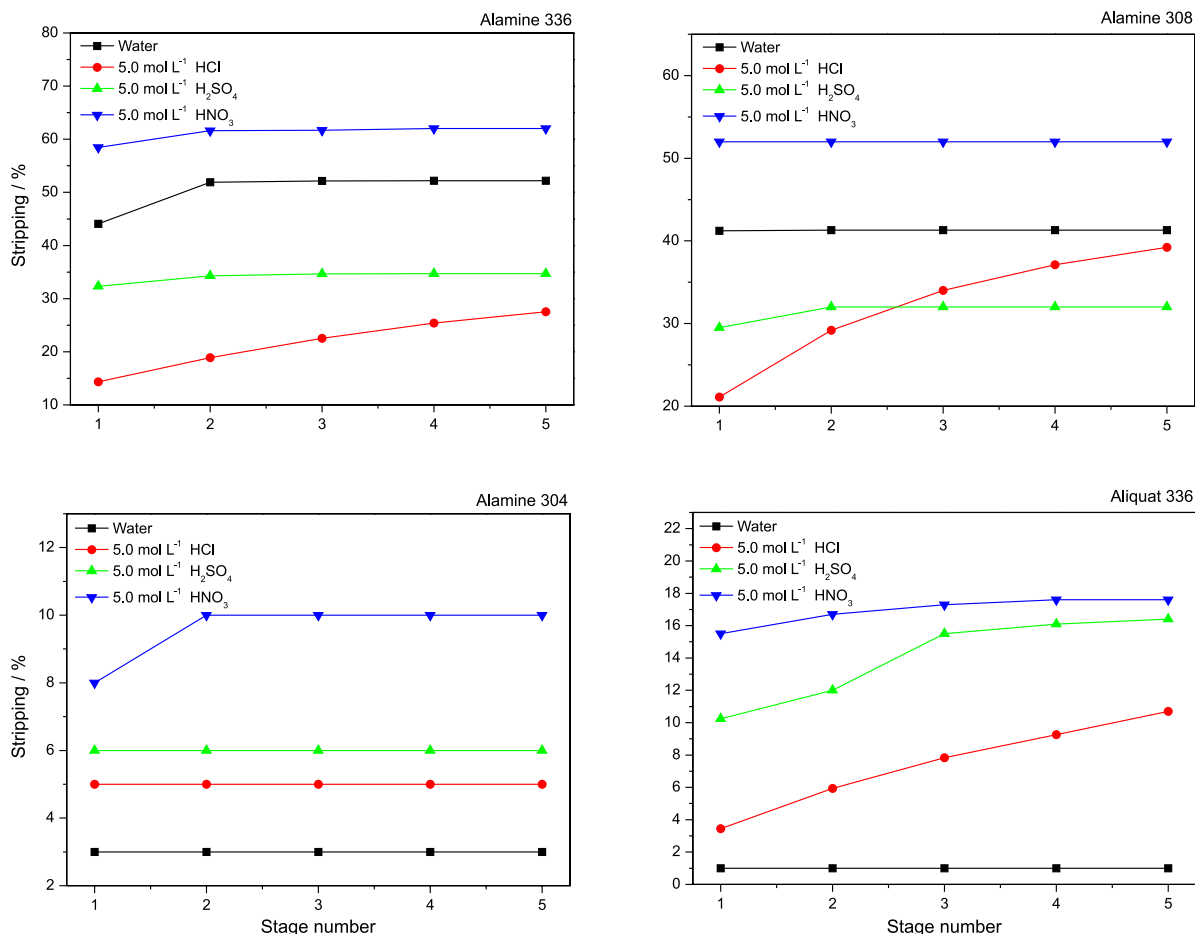 Alamine 336
Water
5.0 mol L⁻¹ HCl
5.0 mol L⁻¹ H₂SO₄
5.0 mol L⁻¹ HNO₃
80
70
60
50
40
30
20
10
Stripping / %
1 2 3 4 5
Alamine 308
Water
5.0 mol L⁻¹ HCl
5.0 mol L⁻¹ H₂SO₄
5.0 mol L⁻¹ HNO₃
60
50
40
30
20
1 2 3 4 5
Alamine 304
Water
5.0 mol L⁻¹ HCl
5.0 mol L⁻¹ H₂SO₄
5.0 mol L⁻¹ HNO₃
12
10
8
6
4
2
Stripping / %
1 2 3 4 5
Stage number
Aliquat 336
Water
5.0 mol L⁻¹ HCl
5.0 mol L⁻¹ H₂SO₄
5.0 mol L⁻¹ HNO₃
22
20
18
16
14
12
10
8
6
4
2
0
1 2 3 4 5
Stage number